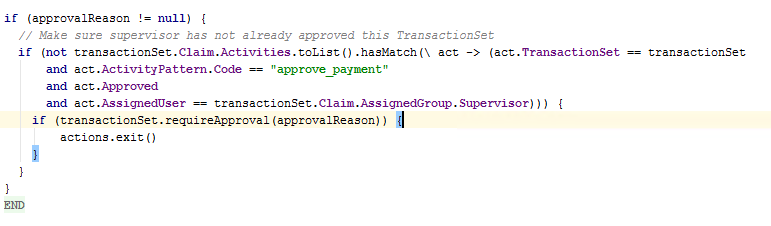 if (approvalReason != null) {
// Make sure supervisor has not already approved this TransactionSet
if (not transactionSet.Claim.Activities.toList().hasMatch(\ act -> (act.TransactionSet == transactionSet
and act.ActivityPattern.Code == "approve_payment"
and act.Approved
and act.AssignedUser == transactionSet.Claim.AssignedGroup.Supervisor))) {
if (transactionSet.requireApproval(approvalReason)) {
actions.exit()
}
}
}
END